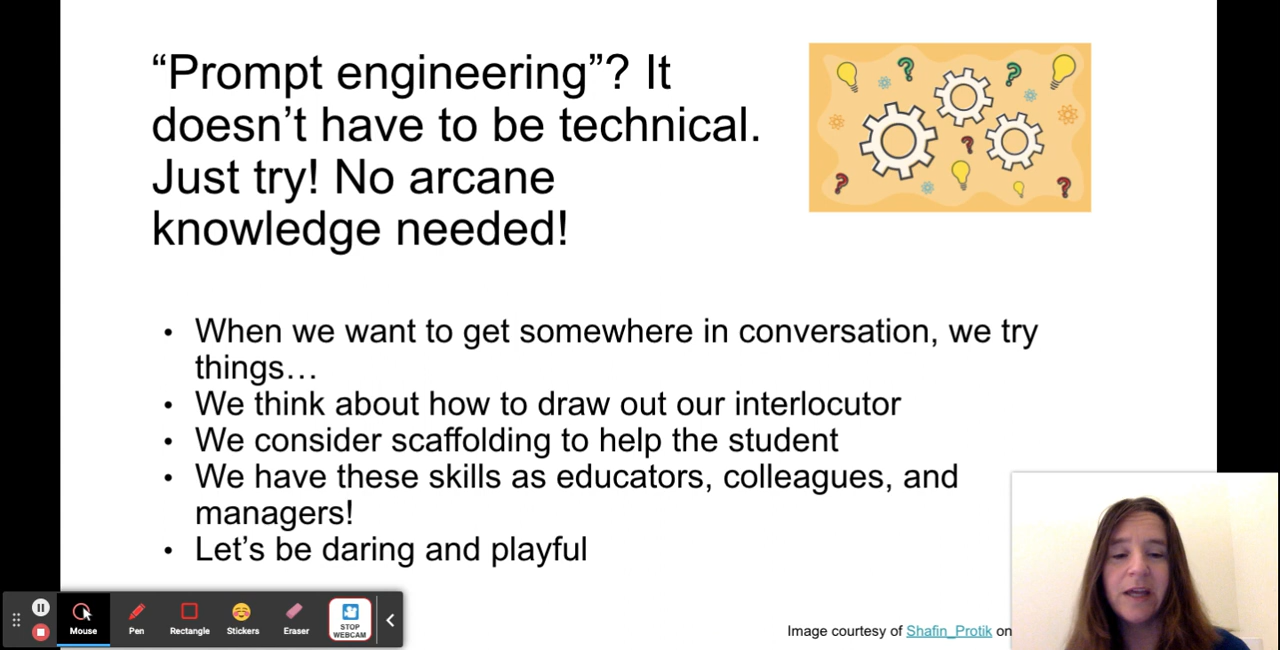 “Prompt engineering”? It
doesn’t have to be technical.
Just try! No arcane
knowledge needed!
• When we want to get somewhere in conversation, we try
things…
• We think about how to draw out our interlocutor
• We consider scaffolding to help the student
• We have these skills as educators, colleagues, and
managers!
• Let’s be daring and playful
Mouse
Pen
Rectangle
Stickers
Eraser
STOP
WEBCAM
Image courtesy of Shafin_Protik on